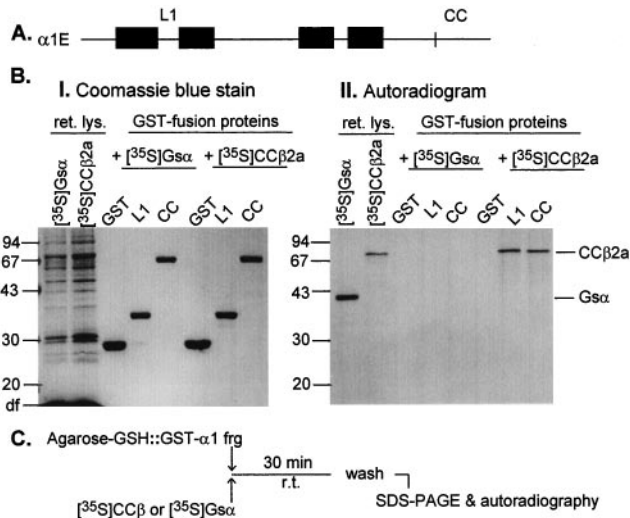 L1
A. α1E CC
B.
I. Coomassie blue stain
ret. lys. GST-fusion proteins
+ [³⁵S]Gsα + [³⁵S]CCβ2a
[³⁵S]Gsα [³⁵S]CCβ2a GST L1 CC GST L1 CC
94
67
43
30
20
df
II. Autoradiogram
ret. lys. GST-fusion proteins
+ [³⁵S]Gsα + [³⁵S]CCβ2a
[³⁵S]Gsα [³⁵S]CCβ2a GST L1 CC GST L1 CC
94
67
43
30
20
CCβ2a
Gsα
C.
Agarose-GSH::GST-α1 frg
30 min
r.t.
wash
[³⁵S]CCβ or [³⁵S]Gsα
SDS-PAGE & autoradiography